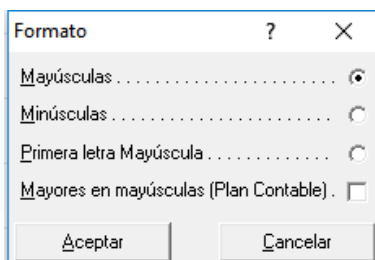 Formato ? X
Mayúsculas . . . . . . . . . . . . . . . . . . . . . . .
Minúsculas . . . . . . . . . . . . . . . . . . . . . . .
Primera letra Mayúscula . . . . . . . . . . . . .
Mayores en mayúsculas (Plan Contable) .
Aceptar Cancelar